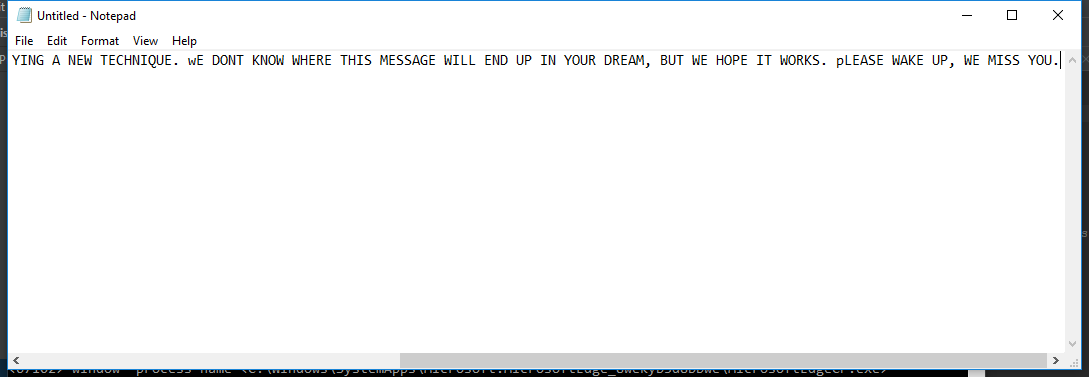 Untitled - Notepad
File Edit Format View Help
YING A NEW TECHNIQUE. wE DONT KNOW WHERE THIS MESSAGE WILL END UP IN YOUR DREAM, BUT WE HOPE IT WORKS. pLEASE WAKE UP, WE MISS YOU.